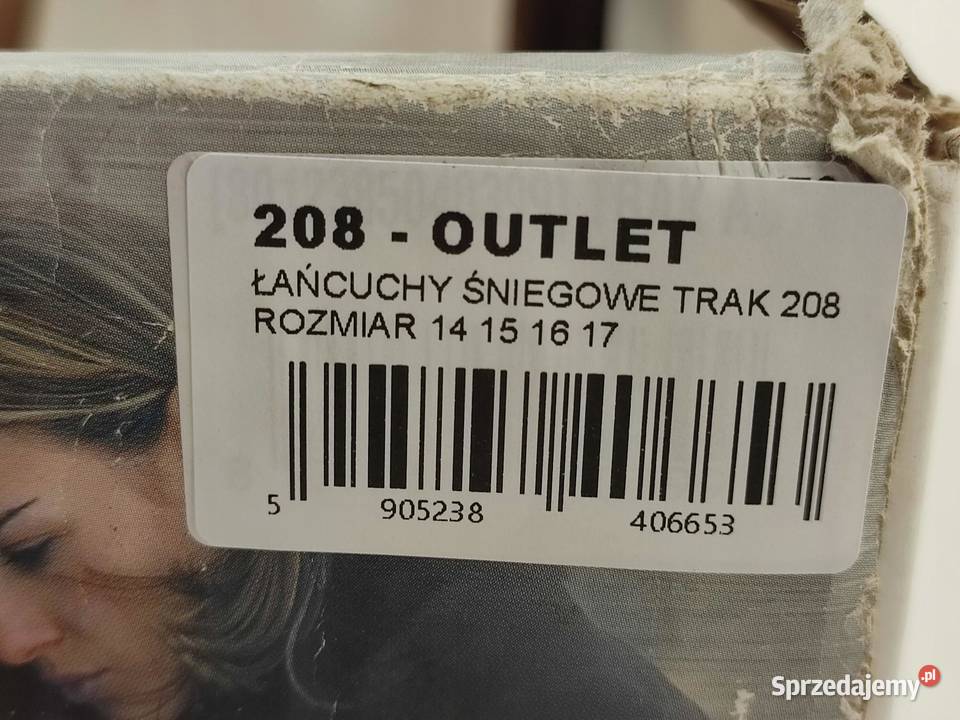 208 - OUTLET
ŁAŃCUCHY ŚNIEGOWE TRAK 208
ROZMIAR 14 15 16 17
5 905238 406653
Sprzedajemy.pl